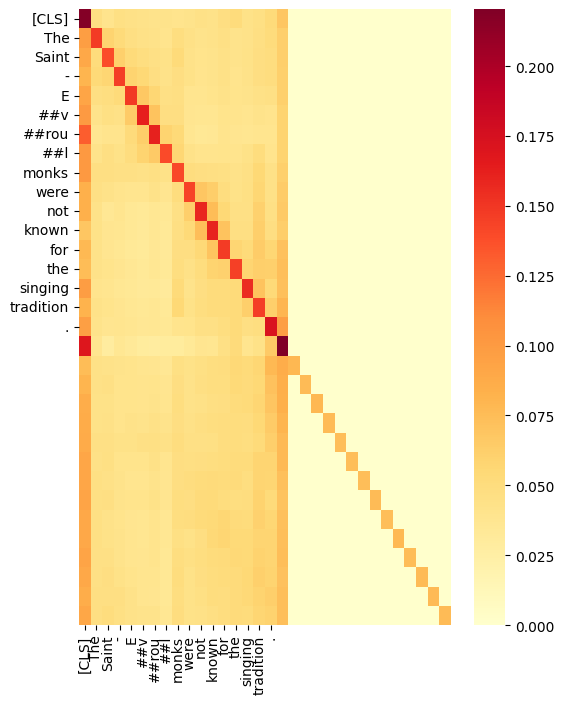 [CLS]
The
Saint
-
E
##v
##rou
##l
monks
were
not
known
for
the
singing
tradition
.
[CLS]
The
Saint
-
E
##v
##rou
##l
monks
were
not
known
for
the
singing
tradition
.
0.200
0.175
0.150
0.125
0.100
0.075
0.050
0.025
0.000